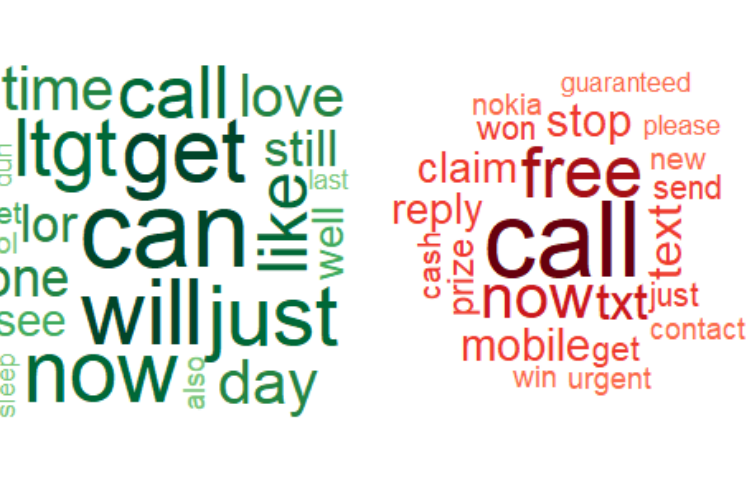 time call love
ltgt get still
last
lor can like well
one
see will just
now also day
sleep
guaranteed
nokia
won stop please
claim free new
send
reply call text
cash prize
now txt just
contact
mobile get
win urgent